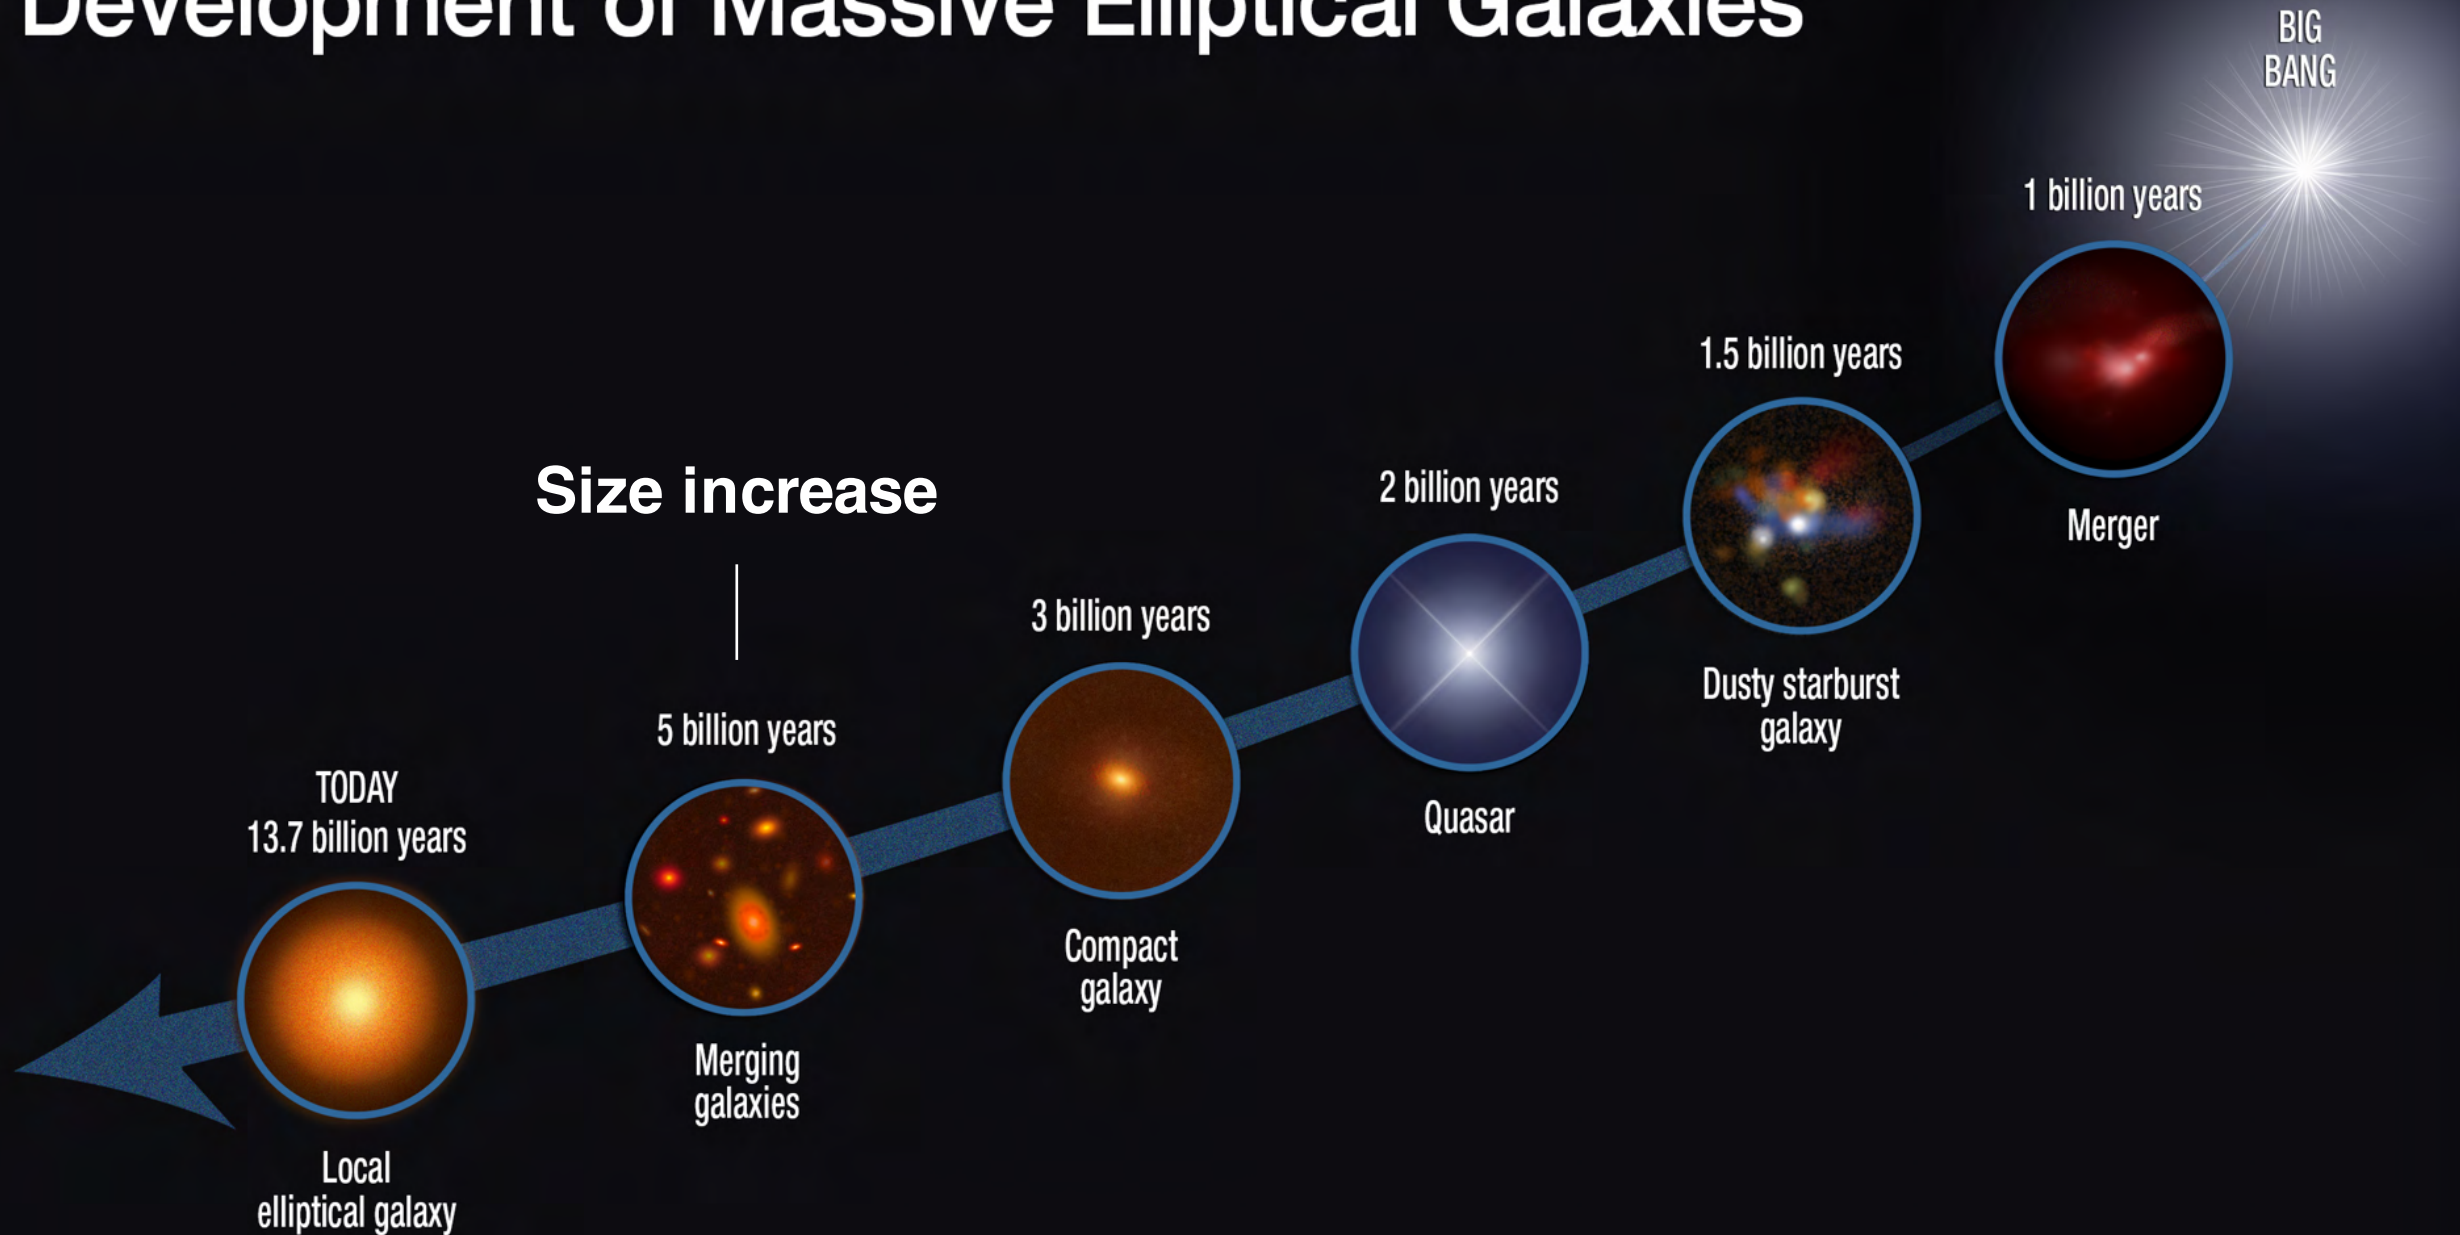 Development of Massive Elliptical Galaxies
BIG
BANG
1 billion years
Merger
1.5 billion years
Dusty starburst
galaxy
2 billion years
Quasar
3 billion years
Compact
galaxy
Size increase
5 billion years
Merging
galaxies
TODAY
13.7 billion years
Local
elliptical galaxy